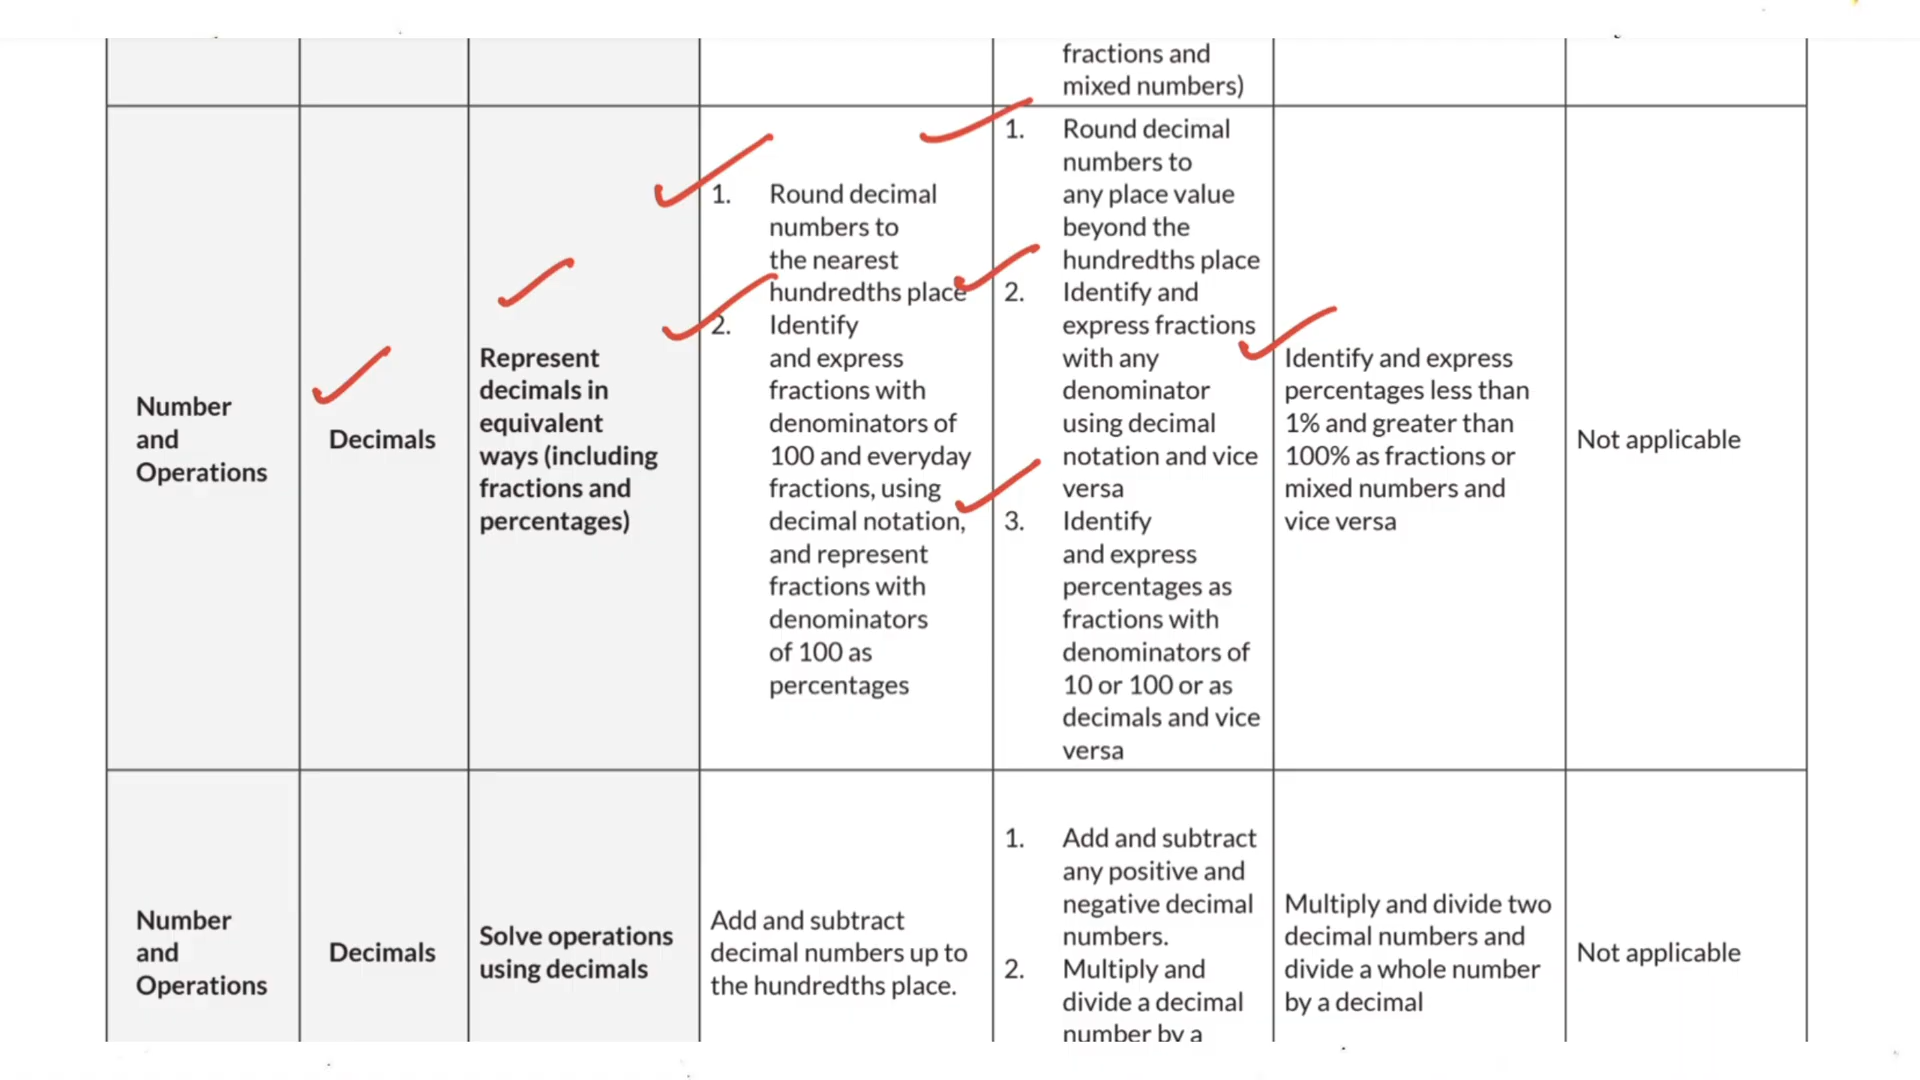 fractions and
mixed numbers)
Number
and
Operations
Decimals
Represent
decimals in
equivalent
ways (including
fractions and
percentages)
1. Round decimal
numbers to
the nearest
hundredths place
2. Identify
and express
fractions with
denominators of
100 and everyday
fractions, using
decimal notation,
and represent
fractions with
denominators
of 100 as
percentages
1. Round decimal
numbers to
any place value
beyond the
hundredths place
2. Identify and
express fractions
with any
denominator
using decimal
notation and vice
versa
3. Identify
and express
percentages as
fractions with
denominators of
10 or 100 or as
decimals and vice
versa
Identify and express
percentages less than
1% and greater than
100% as fractions or
mixed numbers and
vice versa
Not applicable
Number
and
Operations
Decimals
Solve operations
using decimals
Add and subtract
decimal numbers up to
the hundredths place.
1. Add and subtract
any positive and
negative decimal
numbers.
2. Multiply and
divide a decimal
number by a
Multiply and divide two
decimal numbers and
divide a whole number
by a decimal
Not applicable